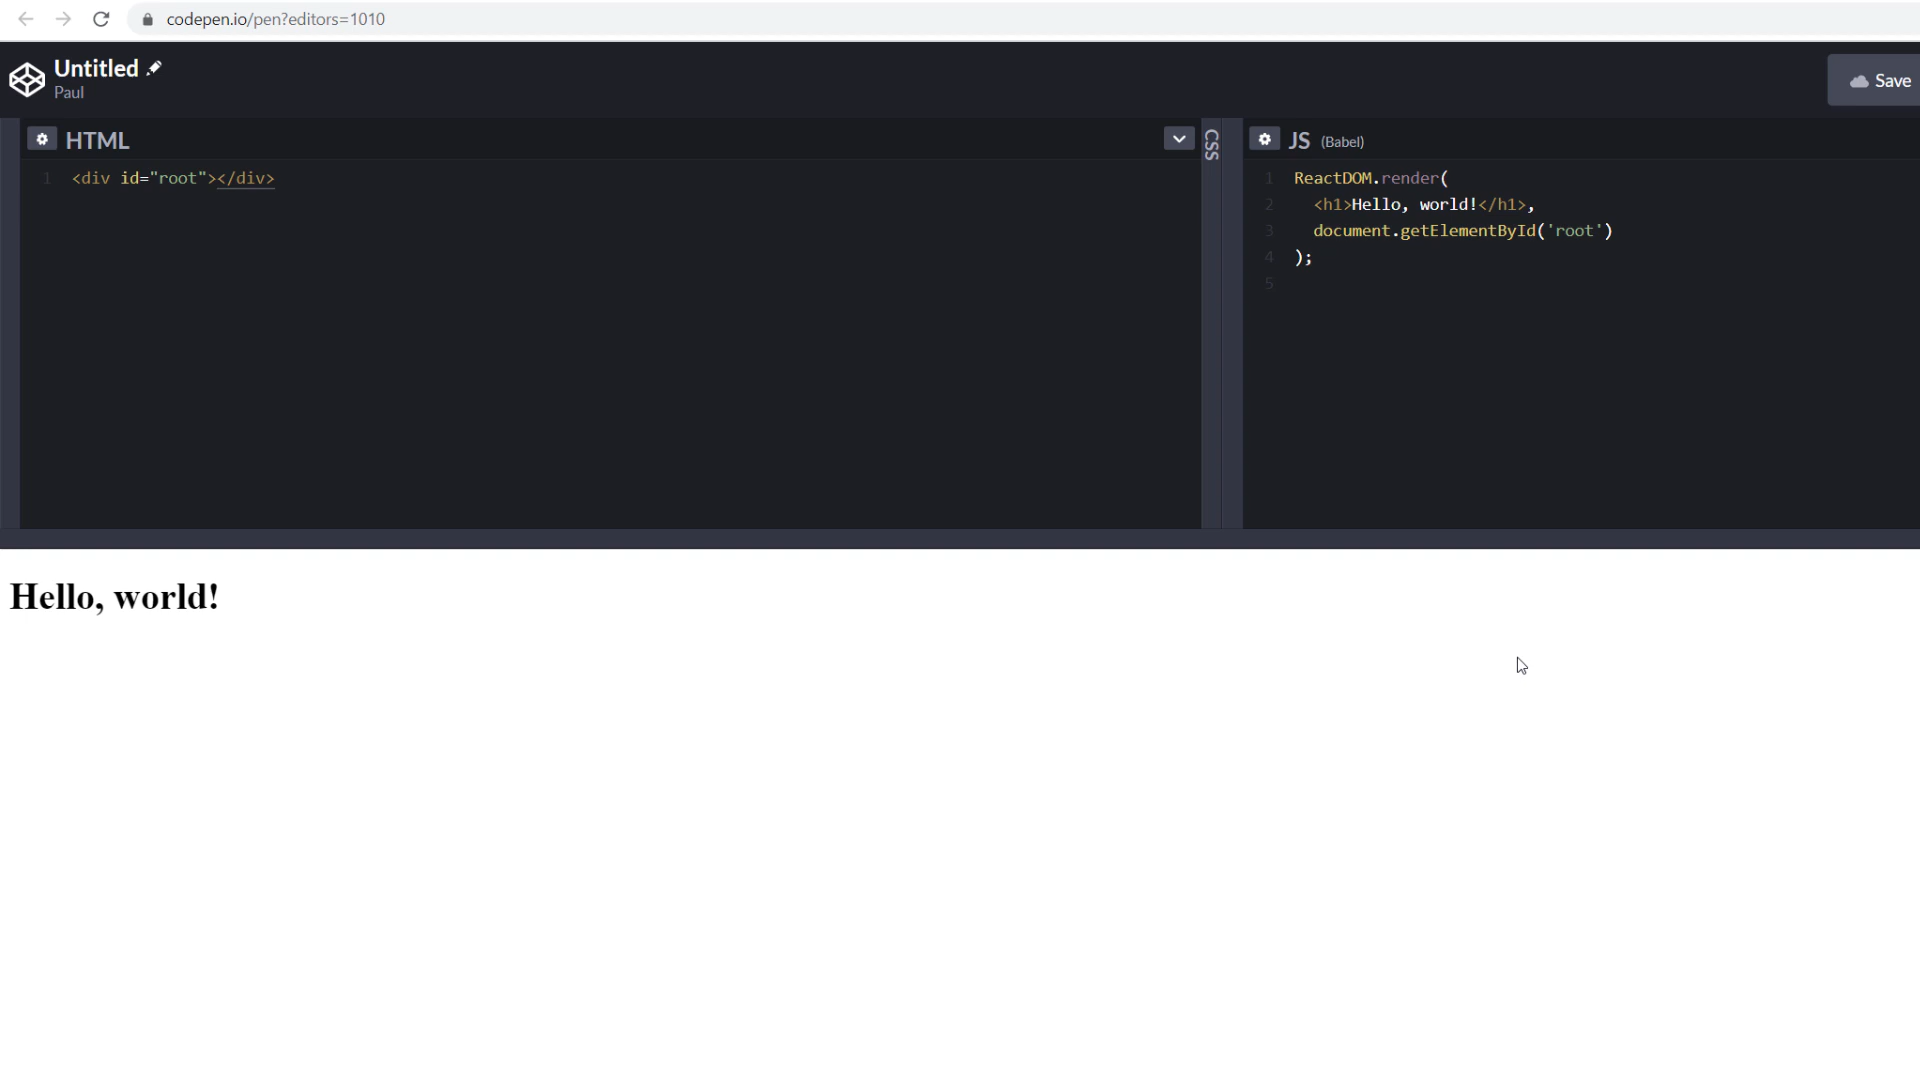 codepen.io/pen?editors=1010
Untitled
Paul
Save
HTML
1 <div id="root"></div>
CSS
JS (Babel)
1 ReactDOM.render(
2 <h1>Hello, world!</h1>,
3 document.getElementById('root')
4 );
5
Hello, world!